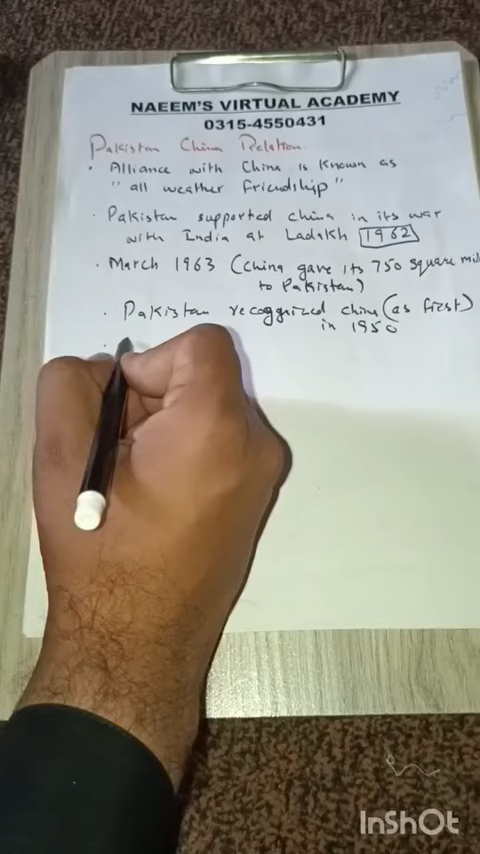 NAEEM'S VIRTUAL ACADEMY
0315-4550431
Pakistan China Relation.
• Alliance with China is known as
"all weather friendship"
• Pakistan supported china in its war
with India at Ladakh 1962
• March 1963 (China gave its 750 square mil
to Pakistan)
• Pakistan recoggnized china (as first)
in 1950
InShOt